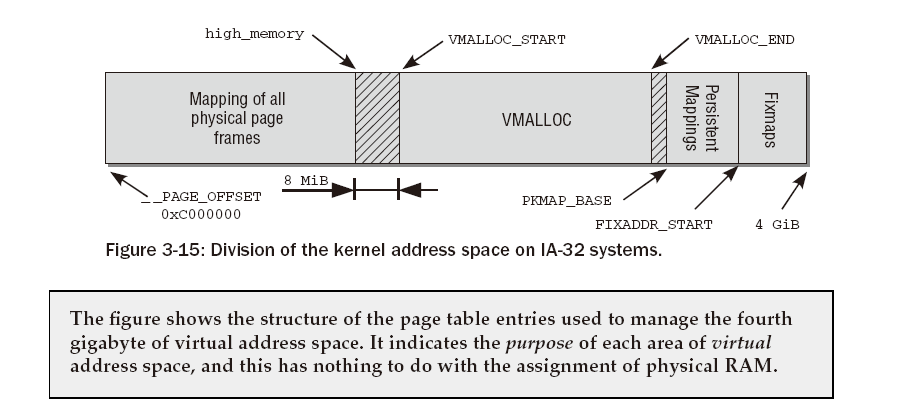 high_memory
VMALLOC_START
VMALLOC_END
Mapping of all
physical page
frames
VMALLOC
Persistent
Mappings
Fixmaps
8 MiB
__PAGE_OFFSET
0xC000000
PKMAP_BASE
FIXADDR_START
4 GiB
Figure 3-15: Division of the kernel address space on IA-32 systems.
The figure shows the structure of the page table entries used to manage the fourth
gigabyte of virtual address space. It indicates the purpose of each area of virtual
address space, and this has nothing to do with the assignment of physical RAM.